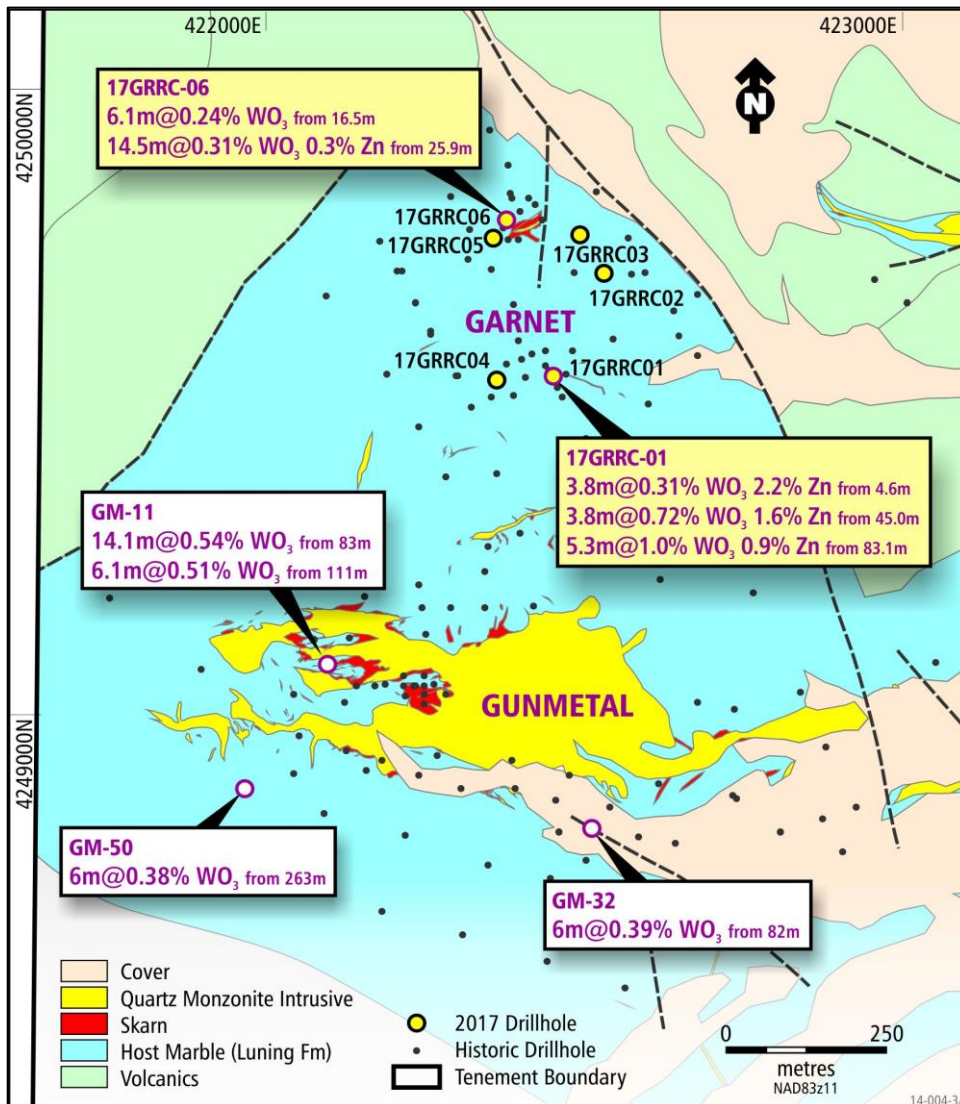 422000E
423000E
4250000N
4249000N
N
17GRRC-06
6.1m@0.24% WO₃ from 16.5m
14.5m@0.31% WO₃ 0.3% Zn from 25.9m
17GRRC06
17GRRC05
17GRRC03
17GRRC02
GARNET
17GRRC04
17GRRC01
17GRRC-01
3.8m@0.31% WO₃ 2.2% Zn from 4.6m
3.8m@0.72% WO₃ 1.6% Zn from 45.0m
5.3m@1.0% WO₃ 0.9% Zn from 83.1m
GM-11
14.1m@0.54% WO₃ from 83m
6.1m@0.51% WO₃ from 111m
GUNMETAL
GM-50
6m@0.38% WO₃ from 263m
GM-32
6m@0.39% WO₃ from 82m
Cover
Quartz Monzonite Intrusive
Skarn
Host Marble (Luning Fm)
Volcanics
2017 Drillhole
Historic Drillhole
Tenement Boundary
0 250
metres
NAD83z11